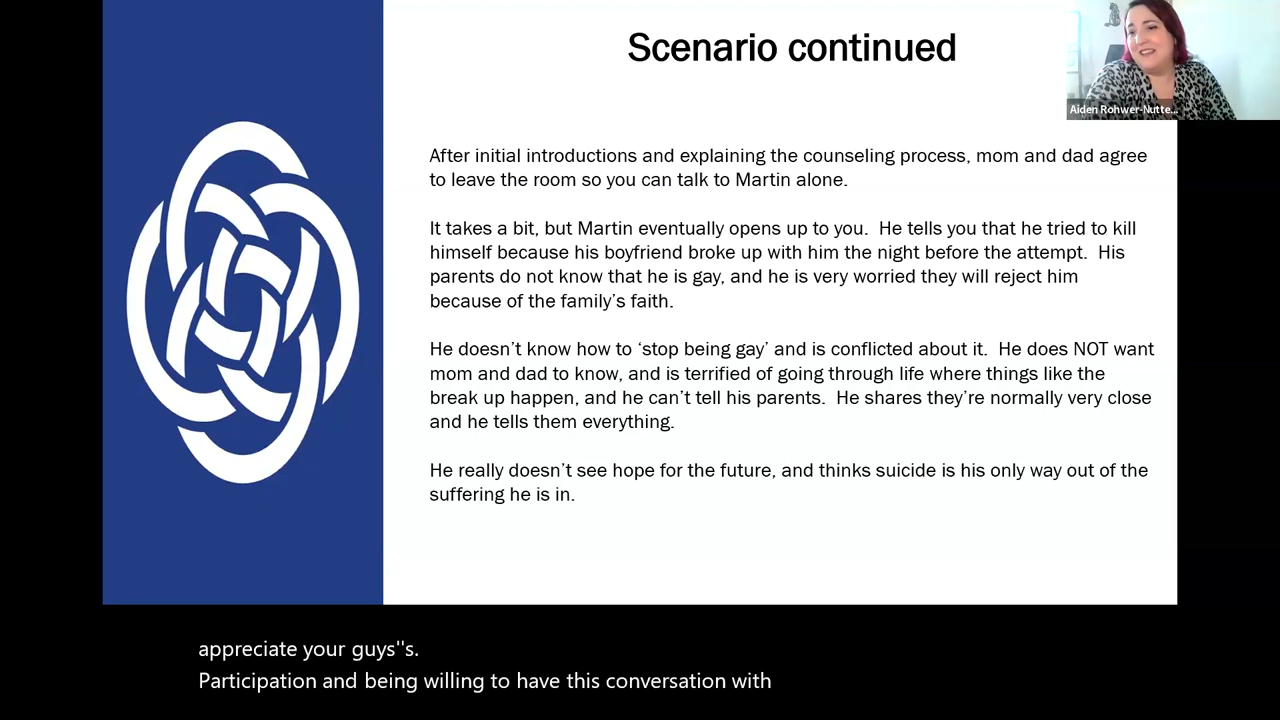 Scenario continued
Aiden Rohwer-Nutte...
After initial introductions and explaining the counseling process, mom and dad agree
to leave the room so you can talk to Martin alone.
It takes a bit, but Martin eventually opens up to you.  He tells you that he tried to kill
himself because his boyfriend broke up with him the night before the attempt.  His
parents do not know that he is gay, and he is very worried they will reject him
because of the family’s faith.
He doesn’t know how to ‘stop being gay’ and is conflicted about it.  He does NOT want
mom and dad to know, and is terrified of going through life where things like the
break up happen, and he can’t tell his parents.  He shares they’re normally very close
and he tells them everything.
He really doesn’t see hope for the future, and thinks suicide is his only way out of the
suffering he is in.
appreciate your guys''s.
Participation and being willing to have this conversation with